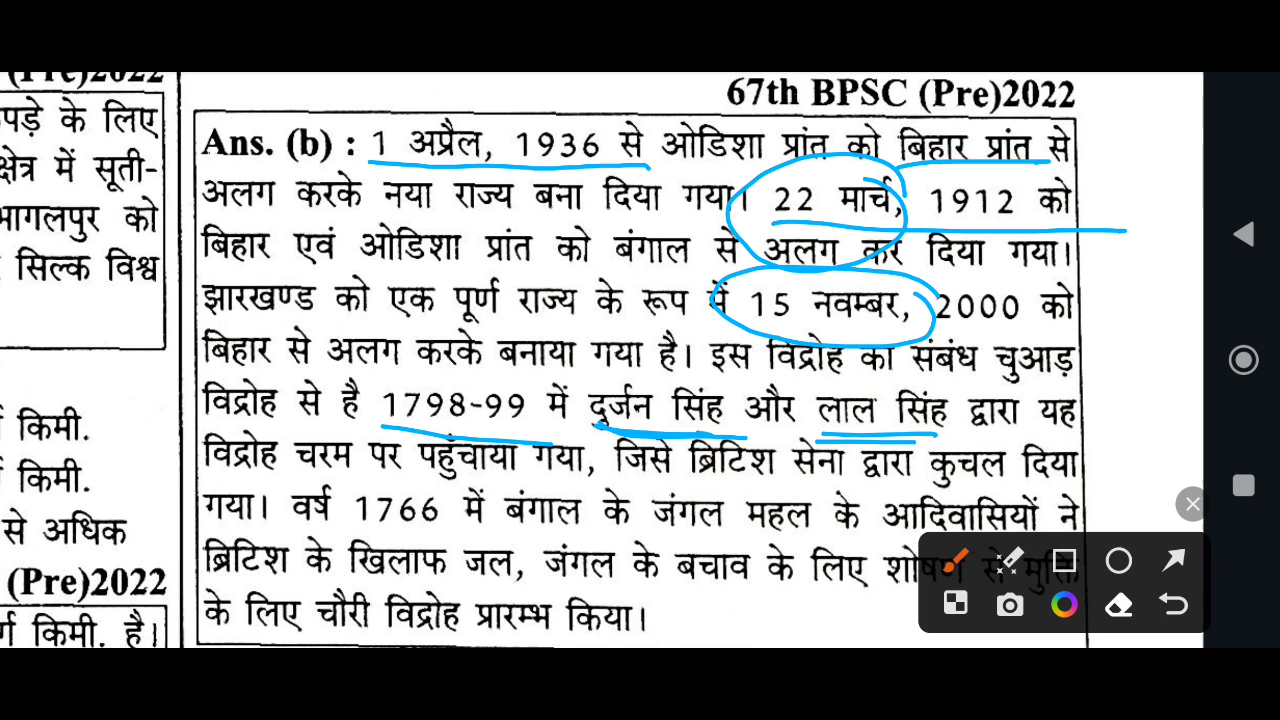 (Pre)2022
पड़े के लिए
क्षेत्र में सूती-
भागलपुर को
सिल्क विश्व
किमी.
किमी.
से अधिक
(Pre)2022
र्ग किमी. है।
67th BPSC (Pre)2022
Ans. (b) : 1 अप्रैल, 1936 से ओडिशा प्रांत को बिहार प्रांत से
अलग करके नया राज्य बना दिया गया। 22 मार्च, 1912 को
बिहार एवं ओडिशा प्रांत को बंगाल से अलग कर दिया गया।
झारखण्ड को एक पूर्ण राज्य के रूप में 15 नवम्बर, 2000 को
बिहार से अलग करके बनाया गया है। इस विद्रोह का संबंध चुआड़
विद्रोह से है 1798-99 में दुर्जन सिंह और लाल सिंह द्वारा यह
विद्रोह चरम पर पहुँचाया गया, जिसे ब्रिटिश सेना द्वारा कुचल दिया
गया। वर्ष 1766 में बंगाल के जंगल महल के आदिवासियों ने
ब्रिटिश के खिलाफ जल, जंगल के बचाव के लिए शोषण से मुक्ति
के लिए चौरी विद्रोह प्रारम्भ किया।